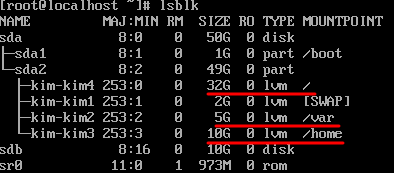 [root@localhost ~]# lsblk
NAME MAJ:MIN RM SIZE RO TYPE MOUNTPOINT
sda 8:0 0 50G 0 disk
├─sda1 8:1 0 1G 0 part /boot
└─sda2 8:2 0 49G 0 part
├─kim-kim4 253:0 0 32G 0 lvm /
├─kim-kim1 253:1 0 2G 0 lvm [SWAP]
├─kim-kim2 253:2 0 5G 0 lvm /var
└─kim-kim3 253:3 0 10G 0 lvm /home
sdb 8:16 0 10G 0 disk
sr0 11:0 1 973M 0 rom